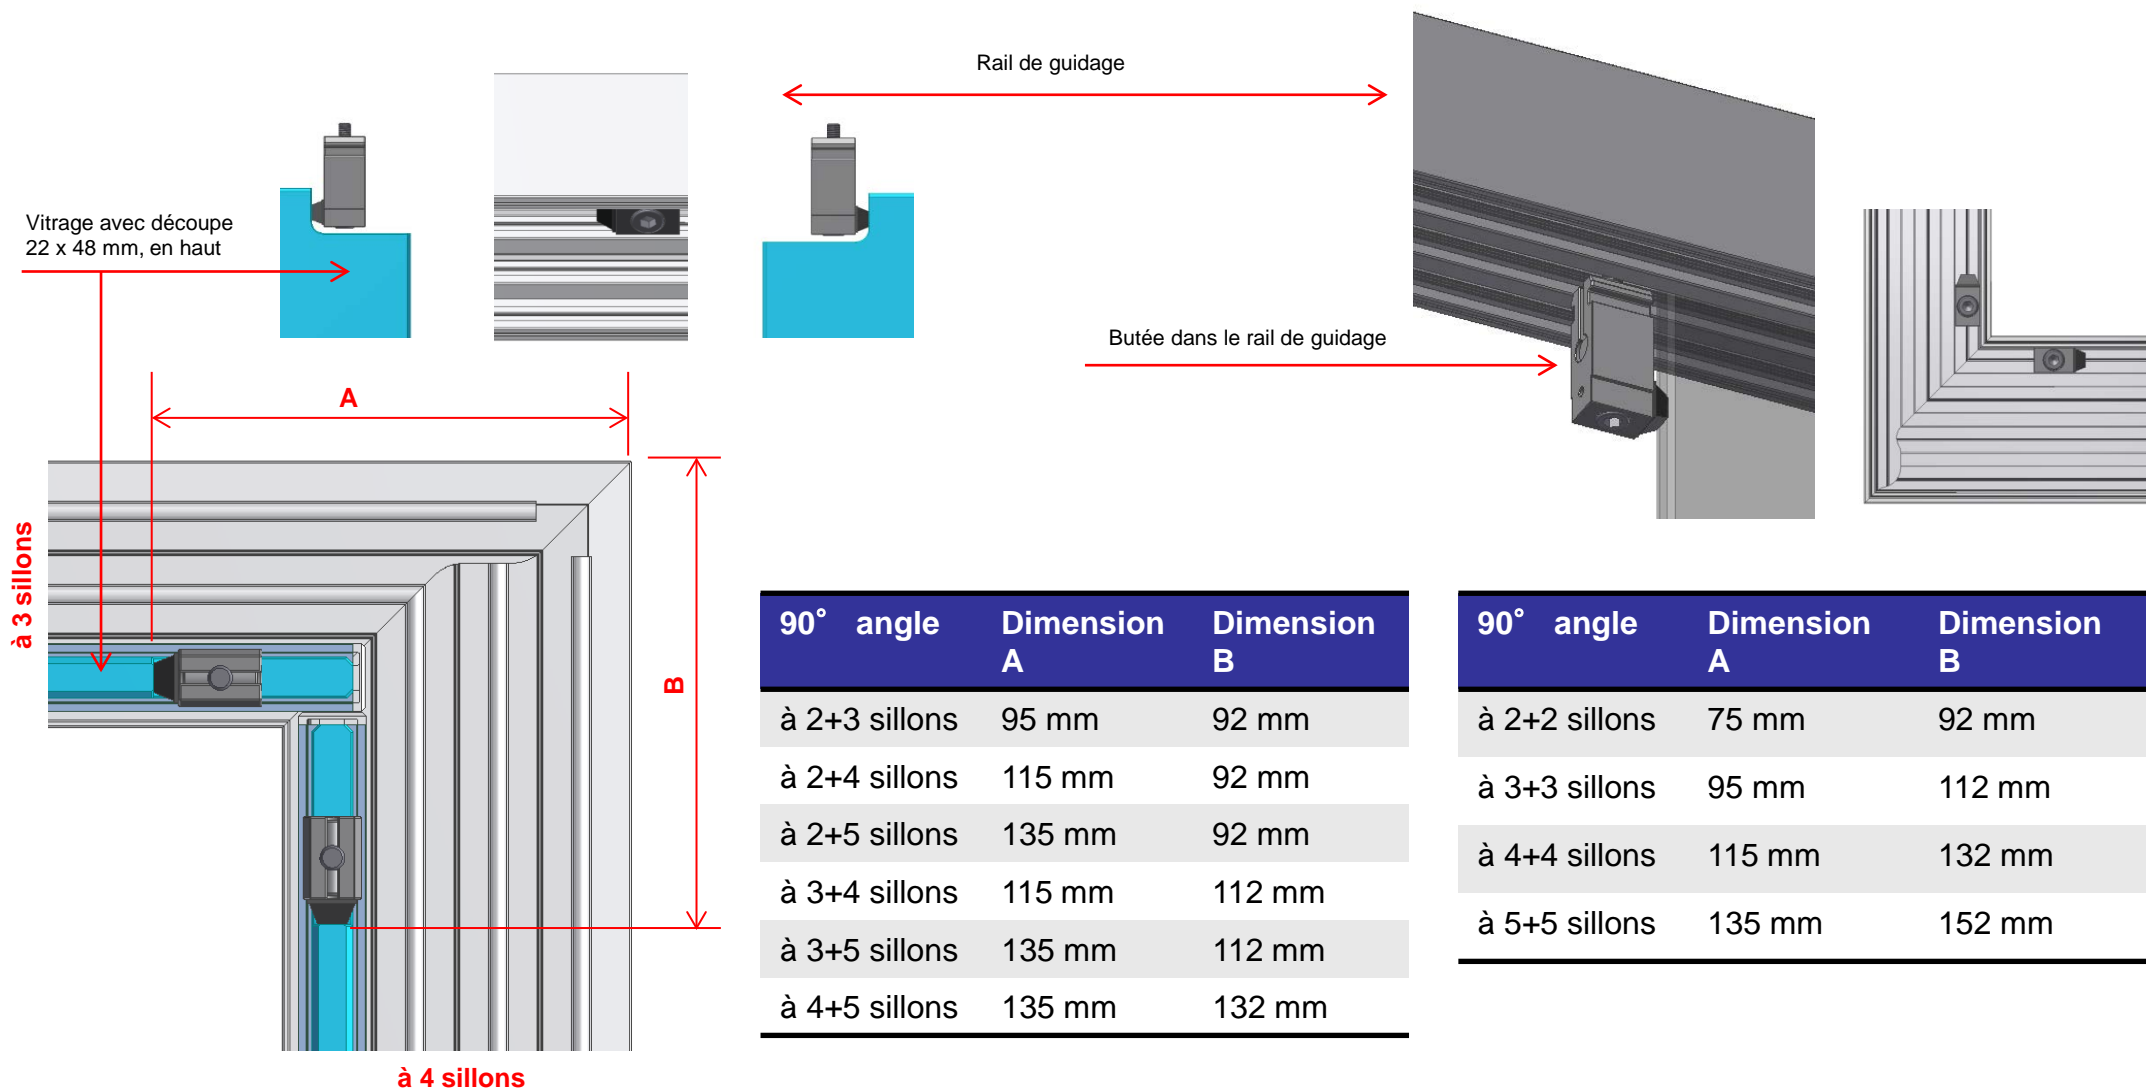 Rail de guidage
Vitrage avec découpe
22 x 48 mm, en haut
Butée dans le rail de guidage
A
B
à 3 sillons
à 4 sillons
90° angle Dimension A Dimension B
à 2+3 sillons 95 mm 92 mm
à 2+4 sillons 115 mm 92 mm
à 2+5 sillons 135 mm 92 mm
à 3+4 sillons 115 mm 112 mm
à 3+5 sillons 135 mm 112 mm
à 4+5 sillons 135 mm 132 mm
90° angle Dimension A Dimension B
à 2+2 sillons 75 mm 92 mm
à 3+3 sillons 95 mm 112 mm
à 4+4 sillons 115 mm 132 mm
à 5+5 sillons 135 mm 152 mm